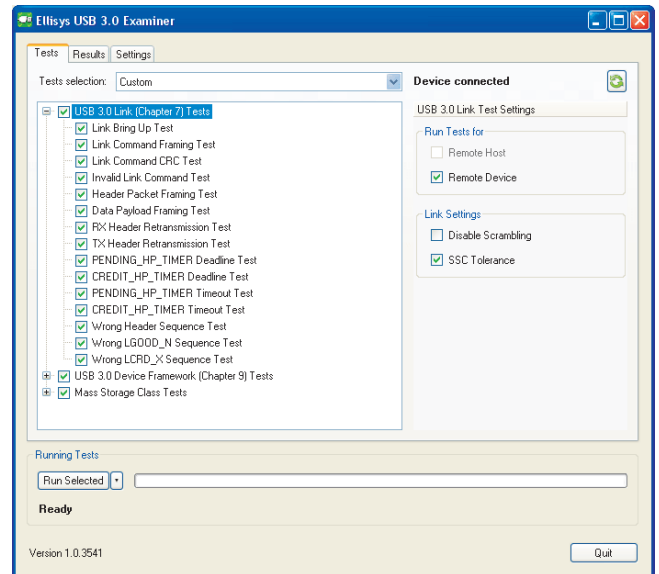 Ellisys USB 3.0 Examiner
Tests Results Settings
Tests selection: Custom
Device connected
USB 3.0 Link (Chapter 7) Tests
Link Bring Up Test
Link Command Framing Test
Link Command CRC Test
Invalid Link Command Test
Header Packet Framing Test
Data Payload Framing Test
RX Header Retransmission Test
TX Header Retransmission Test
PENDING_HP_TIMER Deadline Test
CREDIT_HP_TIMER Deadline Test
PENDING_HP_TIMER Timeout Test
CREDIT_HP_TIMER Timeout Test
Wrong Header Sequence Test
Wrong LGOOD_N Sequence Test
Wrong LCRD_X Sequence Test
USB 3.0 Device Framework (Chapter 9) Tests
Mass Storage Class Tests
USB 3.0 Link Test Settings
Run Tests for
Remote Host
Remote Device
Link Settings
Disable Scrambling
SSC Tolerance
Running Tests
Run Selected
Ready
Version 1.0.3541
Quit